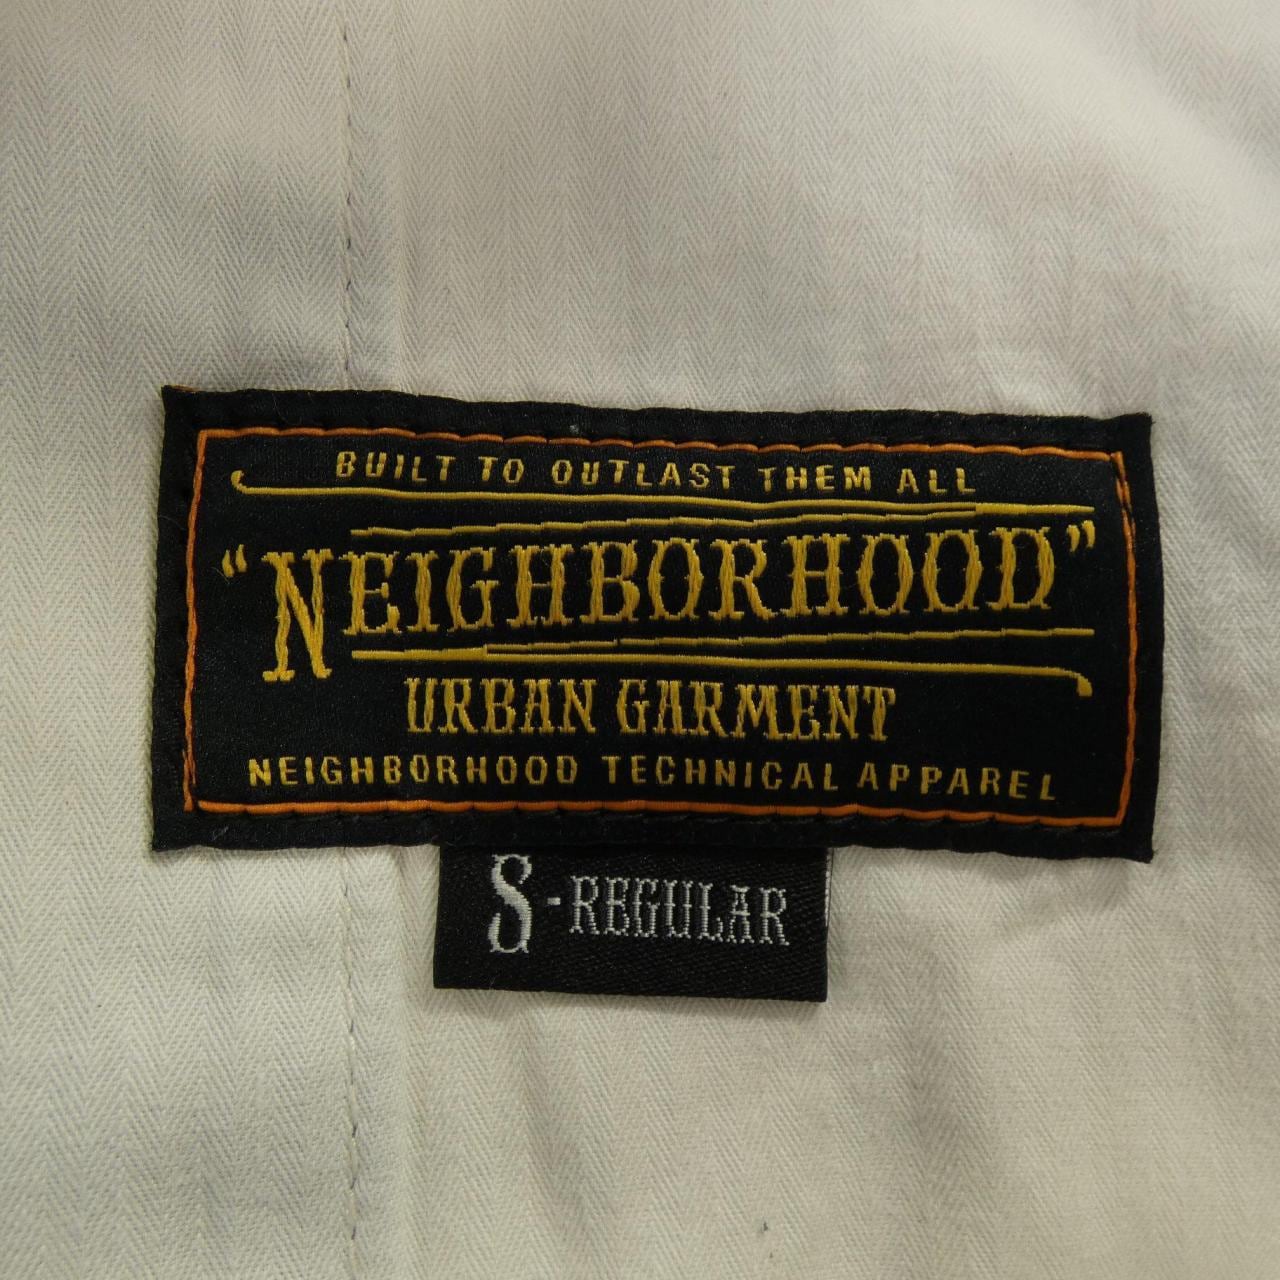 BUILT TO OUTLAST THEM ALL
"NEIGHBORHOOD"
URBAN GARMENT
NEIGHBORHOOD TECHNICAL APPAREL
S-REGULAR